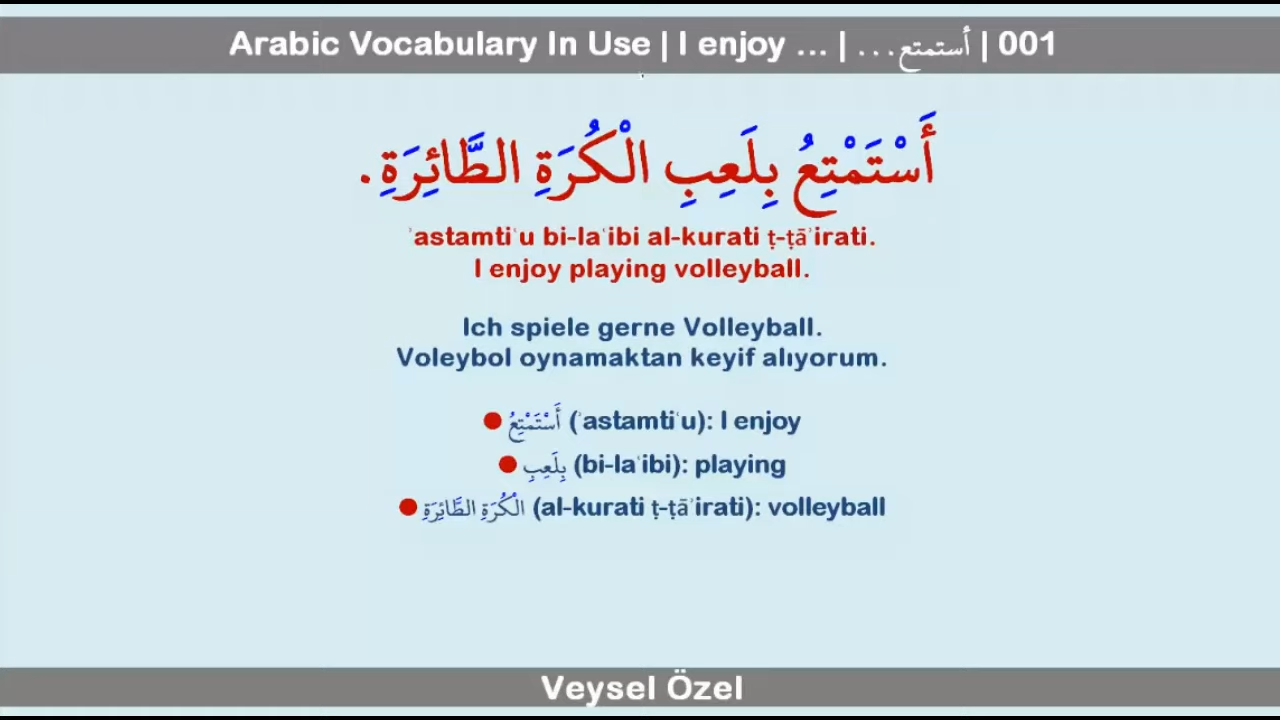 Arabic Vocabulary In Use | I enjoy ... | أستمتع... | 001
أَسْتَمْتِعُ بِلَعِبِ الْكُرَةِ الطَّائِرَةِ.
ʾastamtiʿu bi-laʿibi al-kurati ṭ-ṭāʾirati.
I enjoy playing volleyball.
Ich spiele gerne Volleyball.
Voleybol oynamaktan keyif alıyorum.
● أَسْتَمْتِعُ (ʾastamtiʿu): I enjoy
● بِلَعِبِ (bi-laʿibi): playing
● الْكُرَةِ الطَّائِرَةِ (al-kurati ṭ-ṭāʾirati): volleyball
Veysel Özel